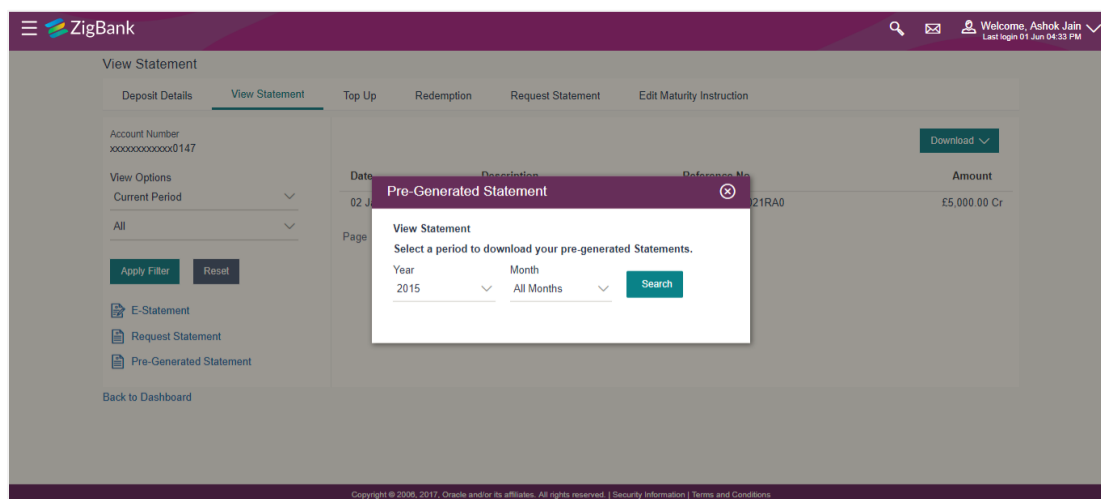 ZigBank
Welcome, Ashok Jain
Last login 01 Jun 04:33 PM
View Statement
Deposit Details View Statement Top Up Redemption Request Statement Edit Maturity Instruction
Account Number
xxxxxxxxxxxx0147
Download
View Options
Current Period
All
Apply Filter Reset
E-Statement
Request Statement
Pre-Generated Statement
Date Description Reference No Amount
02 J 021RA0 £5,000.00 Cr
Page
Pre-Generated Statement
View Statement
Select a period to download your pre-generated Statements.
Year Month
2015 All Months Search
Back to Dashboard
Copyright © 2006, 2017, Oracle and/or its affiliates. All rights reserved. | Security Information | Terms and Conditions